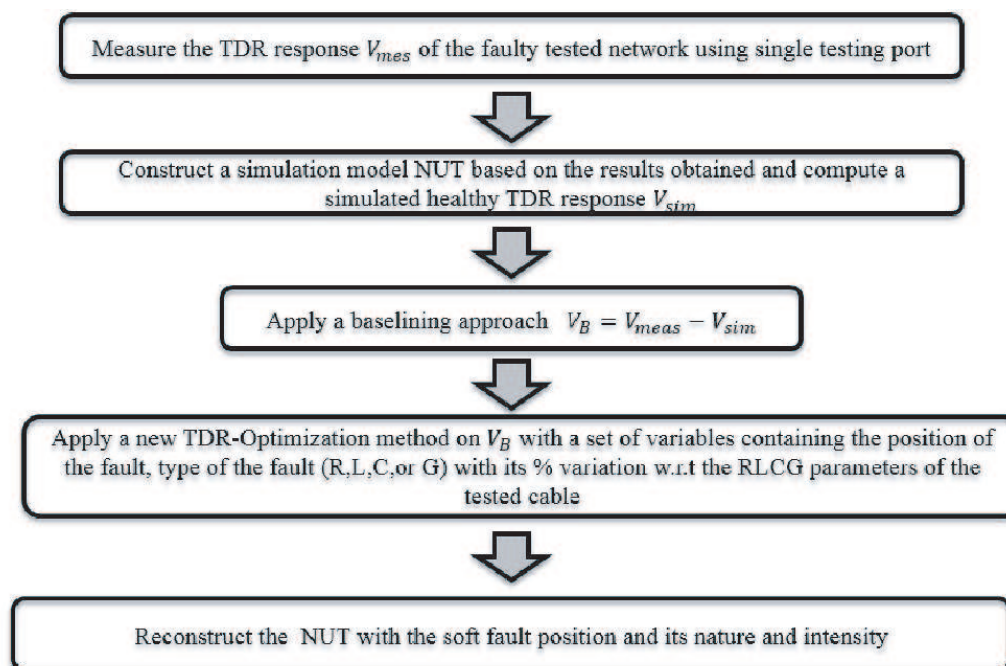 Measure the TDR response V_mes of the faulty tested network using single testing port
Construct a simulation model NUT based on the results obtained and compute a
simulated healthy TDR response V_sim
Apply a baselining approach V_B = V_meas − V_sim
Apply a new TDR-Optimization method on V_B with a set of variables containing the position of
the fault, type of the fault (R,L,C,or G) with its % variation w.r.t the RLCG parameters of the
tested cable
Reconstruct the NUT with the soft fault position and its nature and intensity